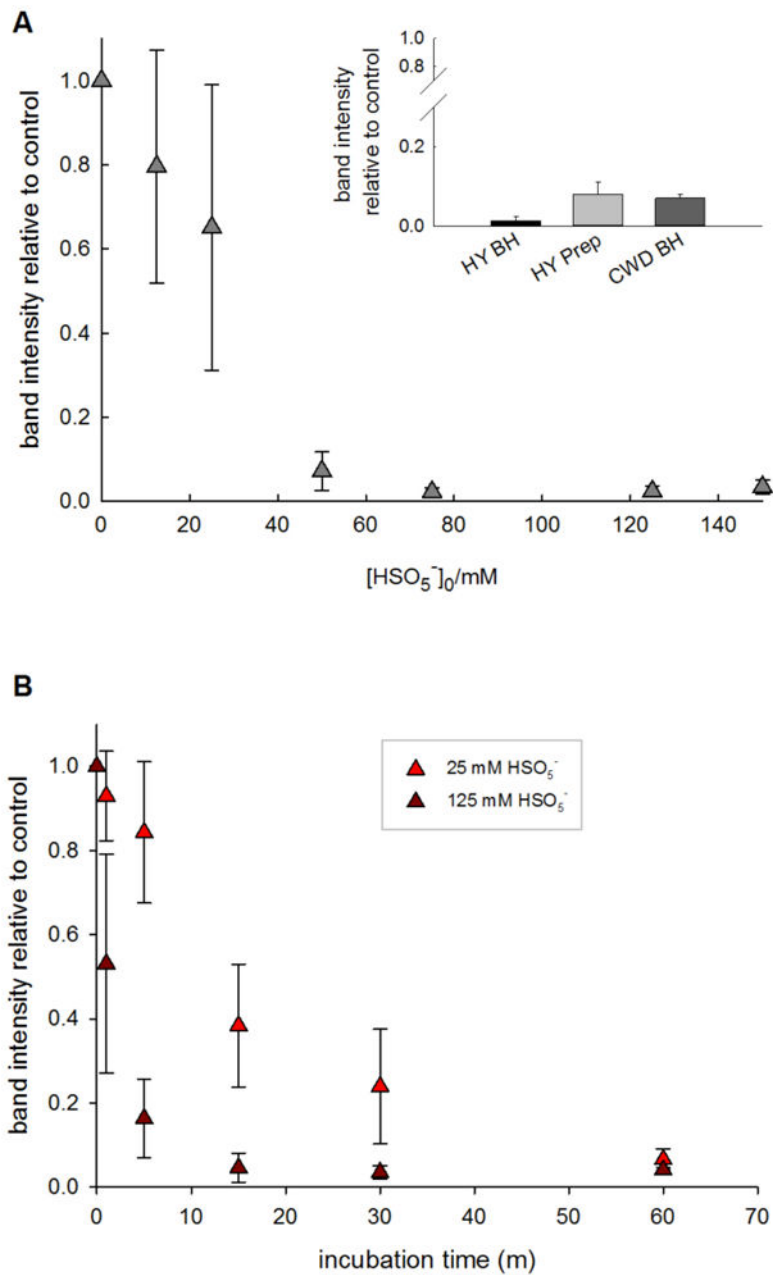 A
band intensity relative to control
1.0
0.8
0.6
0.4
0.2
0.0
0 20 40 60 80 100 120 140
[HSO₅⁻]₀/mM
band intensity
relative to control
1.0
0.8
0.2
0.0
HY BH
HY Prep
CWD BH
B
band intensity relative to control
1.0
0.8
0.6
0.4
0.2
0.0
25 mM HSO₅⁻
125 mM HSO₅⁻
0 10 20 30 40 50 60 70
incubation time (m)